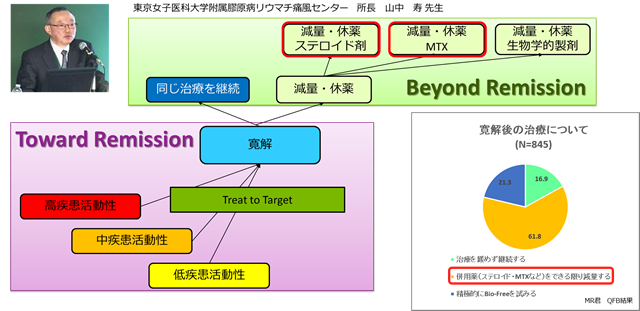 東京女子医科大学附属膠原病リウマチ痛風センター　所長　山中　寿 先生
減量・休薬
ステロイド剤
減量・休薬
MTX
減量・休薬
生物学的製剤
同じ治療を継続
減量・休薬
Beyond Remission
Toward Remission
寛解
高疾患活動性
Treat to Target
中疾患活動性
低疾患活動性
寛解後の治療について
(N=845)
21.3
16.9
61.8
治療を緩めず継続する
併用薬(ステロイド・MTXなど)をできる限り減量する
積極的にBio-Freeを試みる
MR君　QFB結果